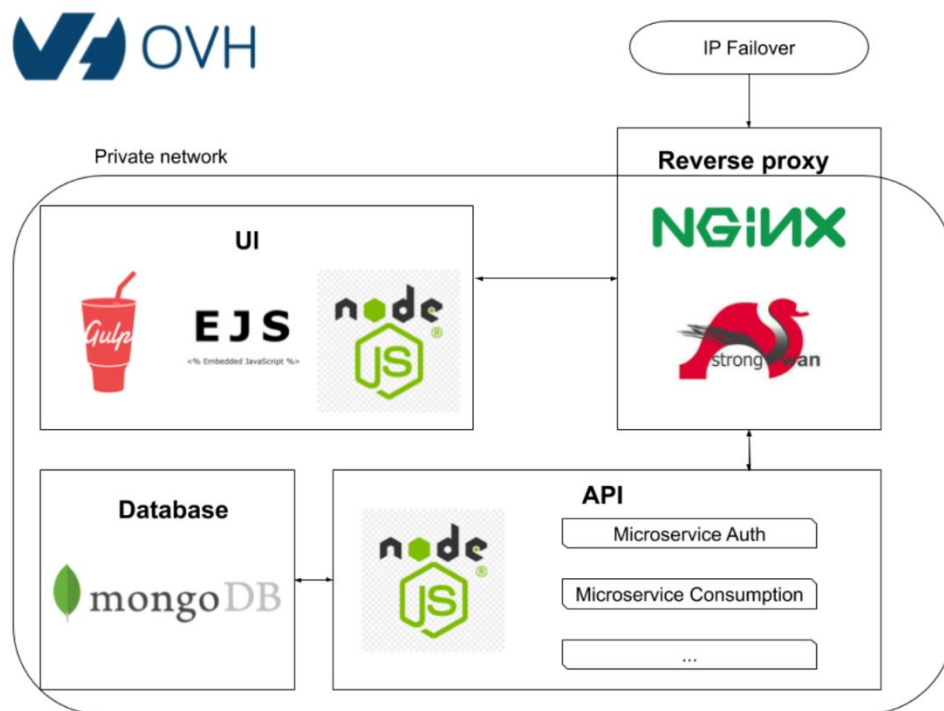 OVH
IP Failover
Private network
Reverse proxy
NGiNX
strongswan
UI
Gulp
EJS
<% Embedded JavaScript %>
node
JS
®
Database
mongoDB
API
node
JS
®
Microservice Auth
Microservice Consumption
...